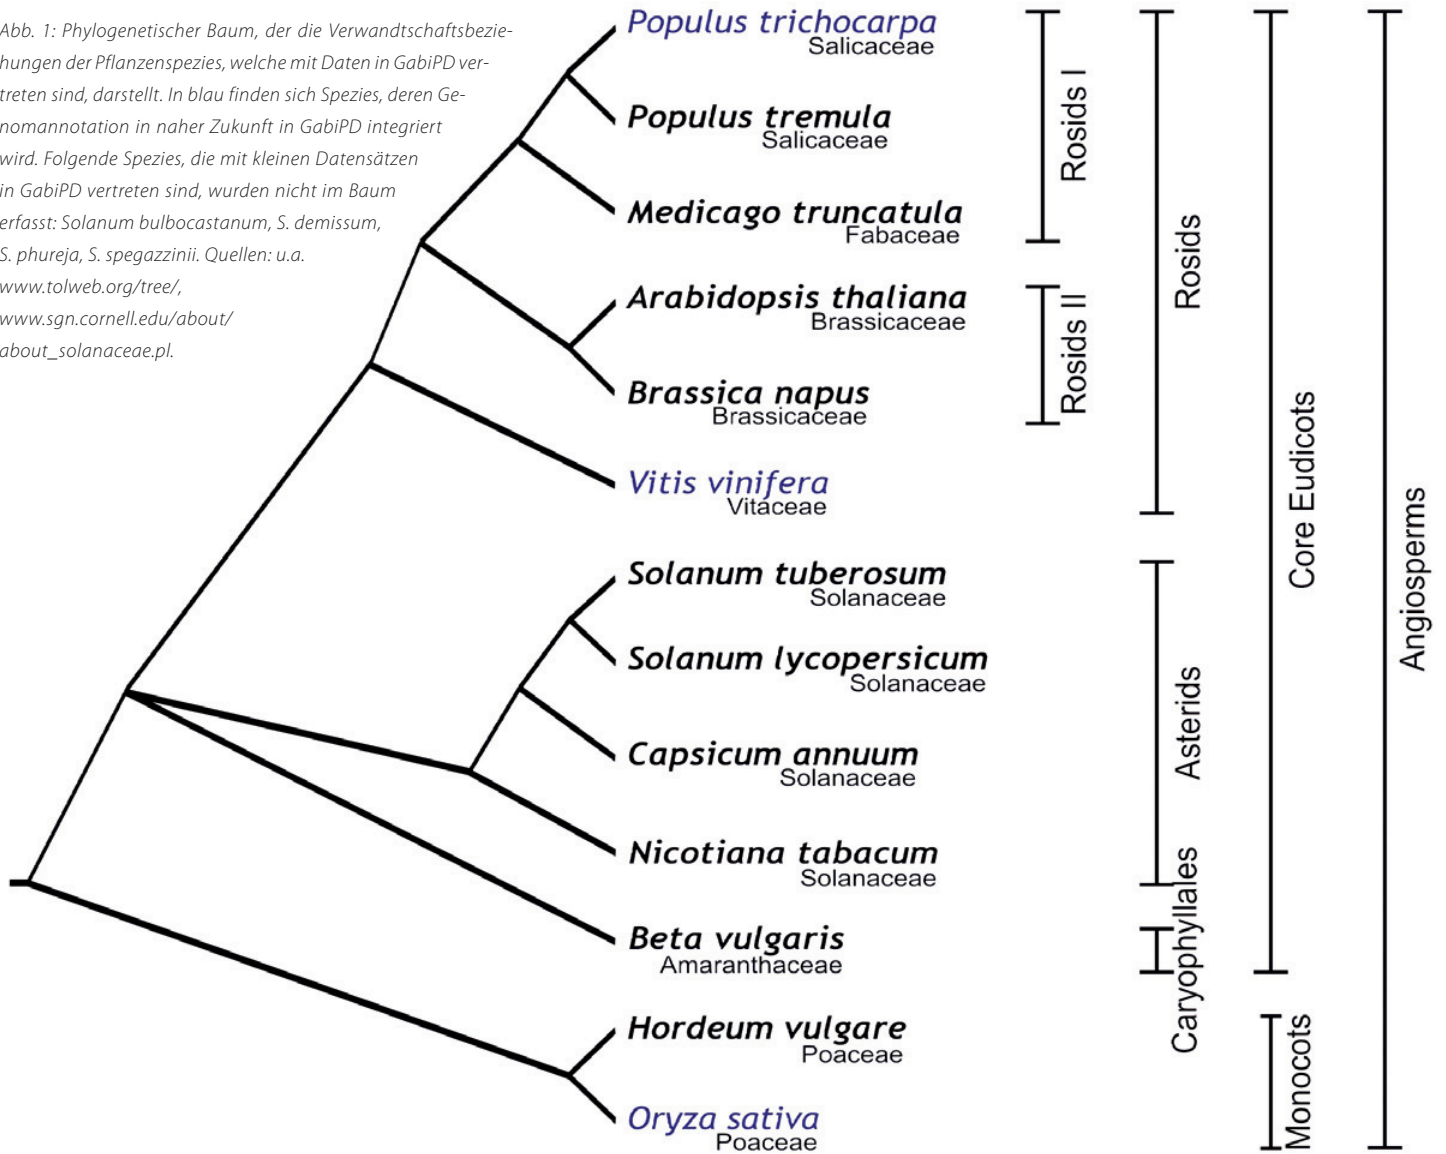 Abb. 1: Phylogenetischer Baum, der die Verwandtschaftsbezie-
hungen der Pflanzenspezies, welche mit Daten in GabiPD ver-
treten sind, darstellt. In blau finden sich Spezies, deren Ge-
nomannotation in naher Zukunft in GabiPD integriert
wird. Folgende Spezies, die mit kleinen Datensätzen
in GabiPD vertreten sind, wurden nicht im Baum
erfasst: Solanum bulbocastanum, S. demissum,
S. phureja, S. spegazzinii. Quellen: u.a.
www.tolweb.org/tree/,
www.sgn.cornell.edu/about/
about_solanaceae.pl.
Populus trichocarpa
Salicaceae
Populus tremula
Salicaceae
Medicago truncatula
Fabaceae
Arabidopsis thaliana
Brassicaceae
Brassica napus
Brassicaceae
Vitis vinifera
Vitaceae
Solanum tuberosum
Solanaceae
Solanum lycopersicum
Solanaceae
Capsicum annuum
Solanaceae
Nicotiana tabacum
Solanaceae
Beta vulgaris
Amaranthaceae
Hordeum vulgare
Poaceae
Oryza sativa
Poaceae
Rosids I
Rosids II
Rosids
Asterids
Caryophyllales
Core Eudicots
Monocots
Angiosperms